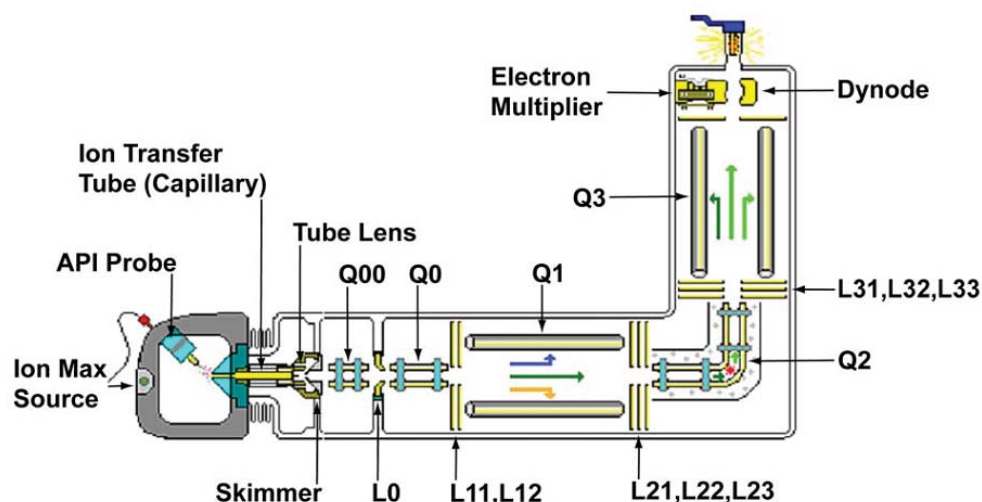 Electron
Multiplier
Dynode
Ion Transfer
Tube (Capillary)
Q3
Tube Lens
API Probe
Q00
Q0
Q1
L31,L32,L33
Q2
Ion Max
Source
Skimmer
L0
L11,L12
L21,L22,L23